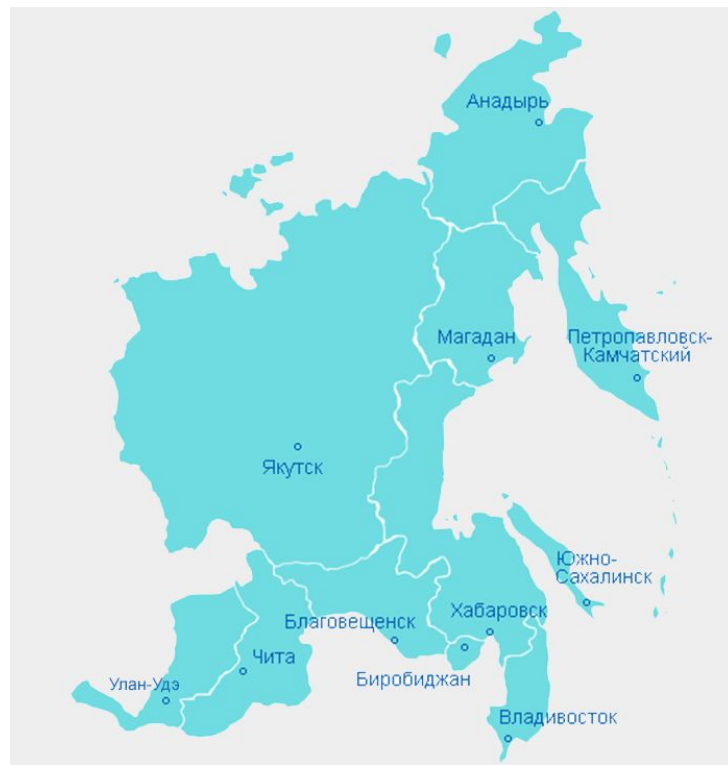 Анадырь
Магадан
Петропавловск-
Камчатский
Якутск
Южно-
Сахалинск
Хабаровск
Благовещенск
Чита
Биробиджан
Улан-Удэ
Владивосток